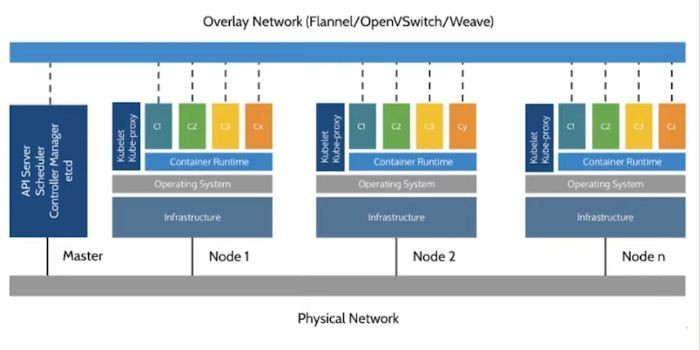 Overlay Network (Flannel/OpenVSwitch/Weave)
API Server
Scheduler
Controller Manager
etcd
Master
Kubelet
Kube-proxy
C1
C2
C3
Cx
Container Runtime
Operating System
Infrastructure
Node 1
Kubelet
Kube-proxy
C1
C2
C3
Cy
Container Runtime
Operating System
Infrastructure
Node 2
Kubelet
Kube-proxy
C1
C2
C3
Cz
Container Runtime
Operating System
Infrastructure
Node n
Physical Network